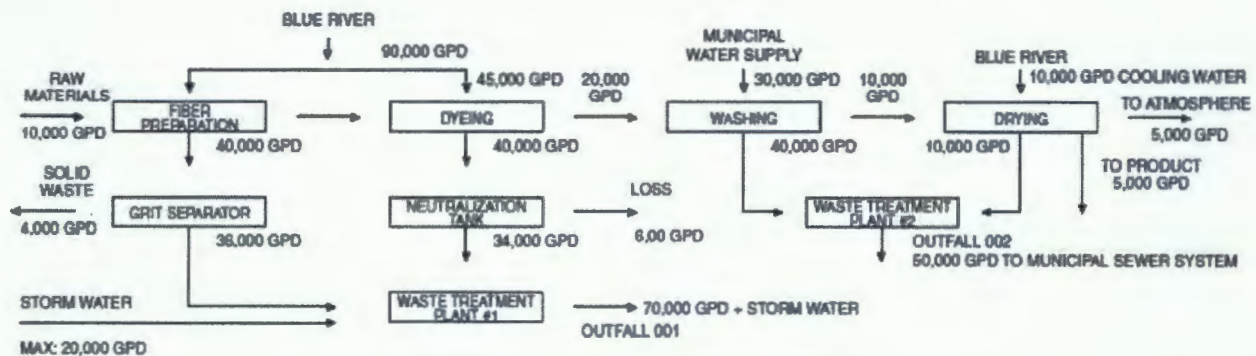 BLUE RIVER
90,000 GPD
MUNICIPAL
WATER SUPPLY
BLUE RIVER
RAW
MATERIALS
45,000 GPD
20,000
GPD
30,000 GPD
10,000
GPD
10,000 GPD COOLING WATER
TO ATMOSPHERE
FIBER
PREPARATION
DYEING
WASHING
DRYING
10,000 GPD
40,000 GPD
40,000 GPD
40,000 GPD
10,000 GPD
5,000 GPD
SOLID
WASTE
LOSS
TO PRODUCT
5,000 GPD
GRIT SEPARATOR
NEUTRALIZATION
TANK
WASTE TREATMENT
PLANT #2
4,000 GPD
36,000 GPD
34,000 GPD
6,00 GPD
OUTFALL 002
50,000 GPD TO MUNICIPAL SEWER SYSTEM
STORM WATER
WASTE TREATMENT
PLANT #1
70,000 GPD + STORM WATER
OUTFALL 001
MAX: 20,000 GPD